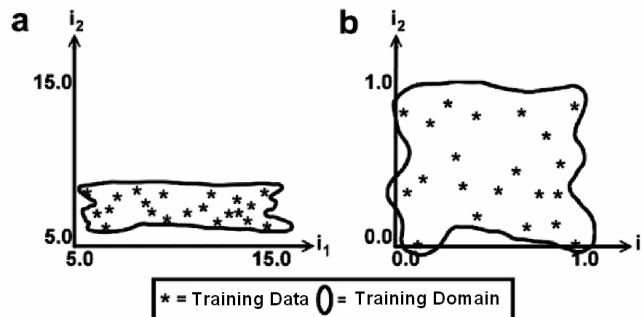 a
i2
15.0
5.0
5.0
15.0
i1
b
i2
1.0
0.0
0.0
1.0
i
* = Training Data
= Training Domain